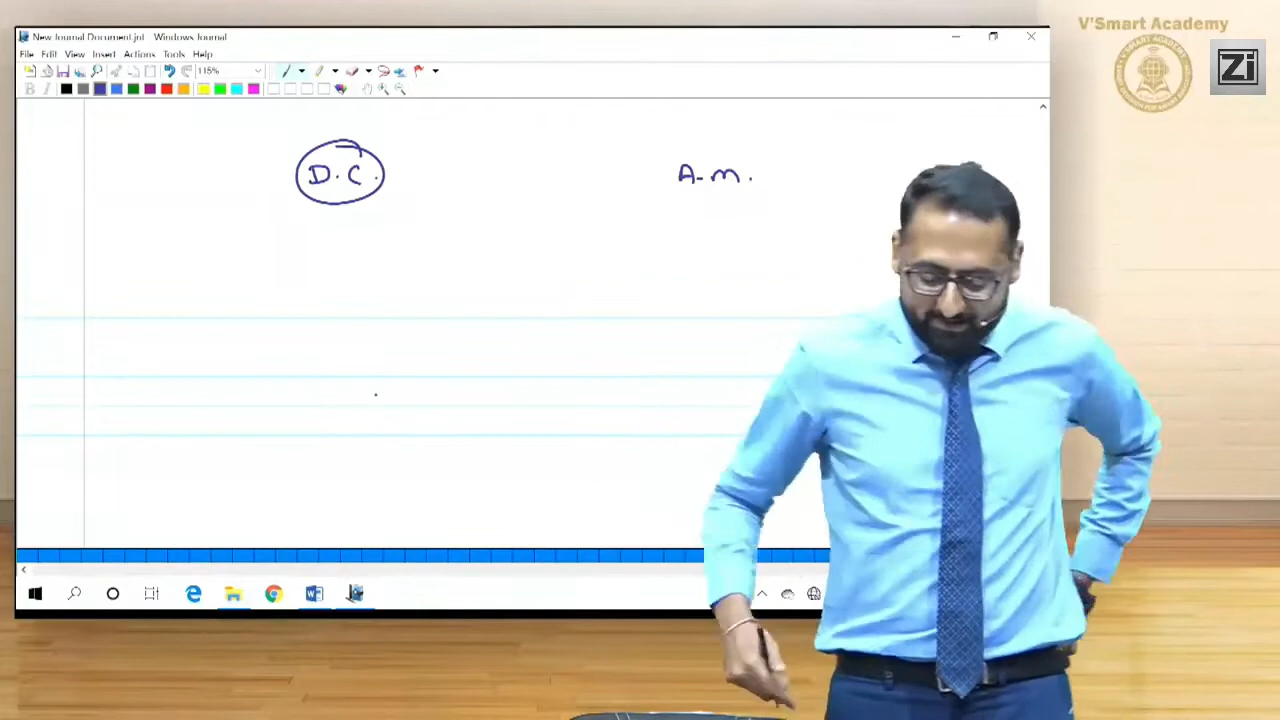 V'Smart Academy
Zi
New Journal Document.jnt - Windows Journal
File Edit View Insert Actions Tools Help
115%
D.C.
A-m.